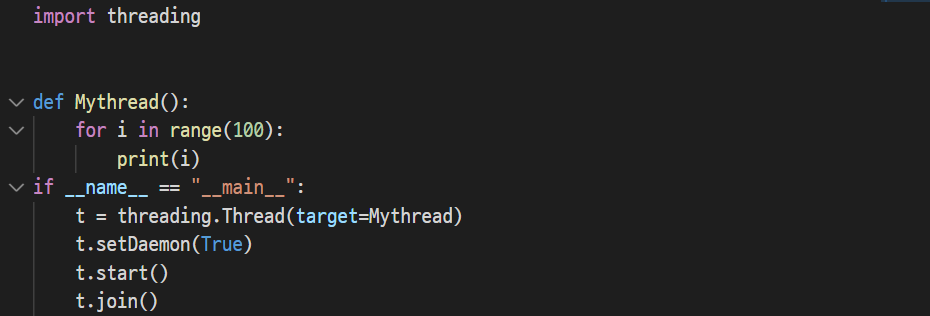 import threading
def Mythread():
    for i in range(100):
        print(i)
if __name__ == "__main__":
    t = threading.Thread(target=Mythread)
    t.setDaemon(True)
    t.start()
    t.join()